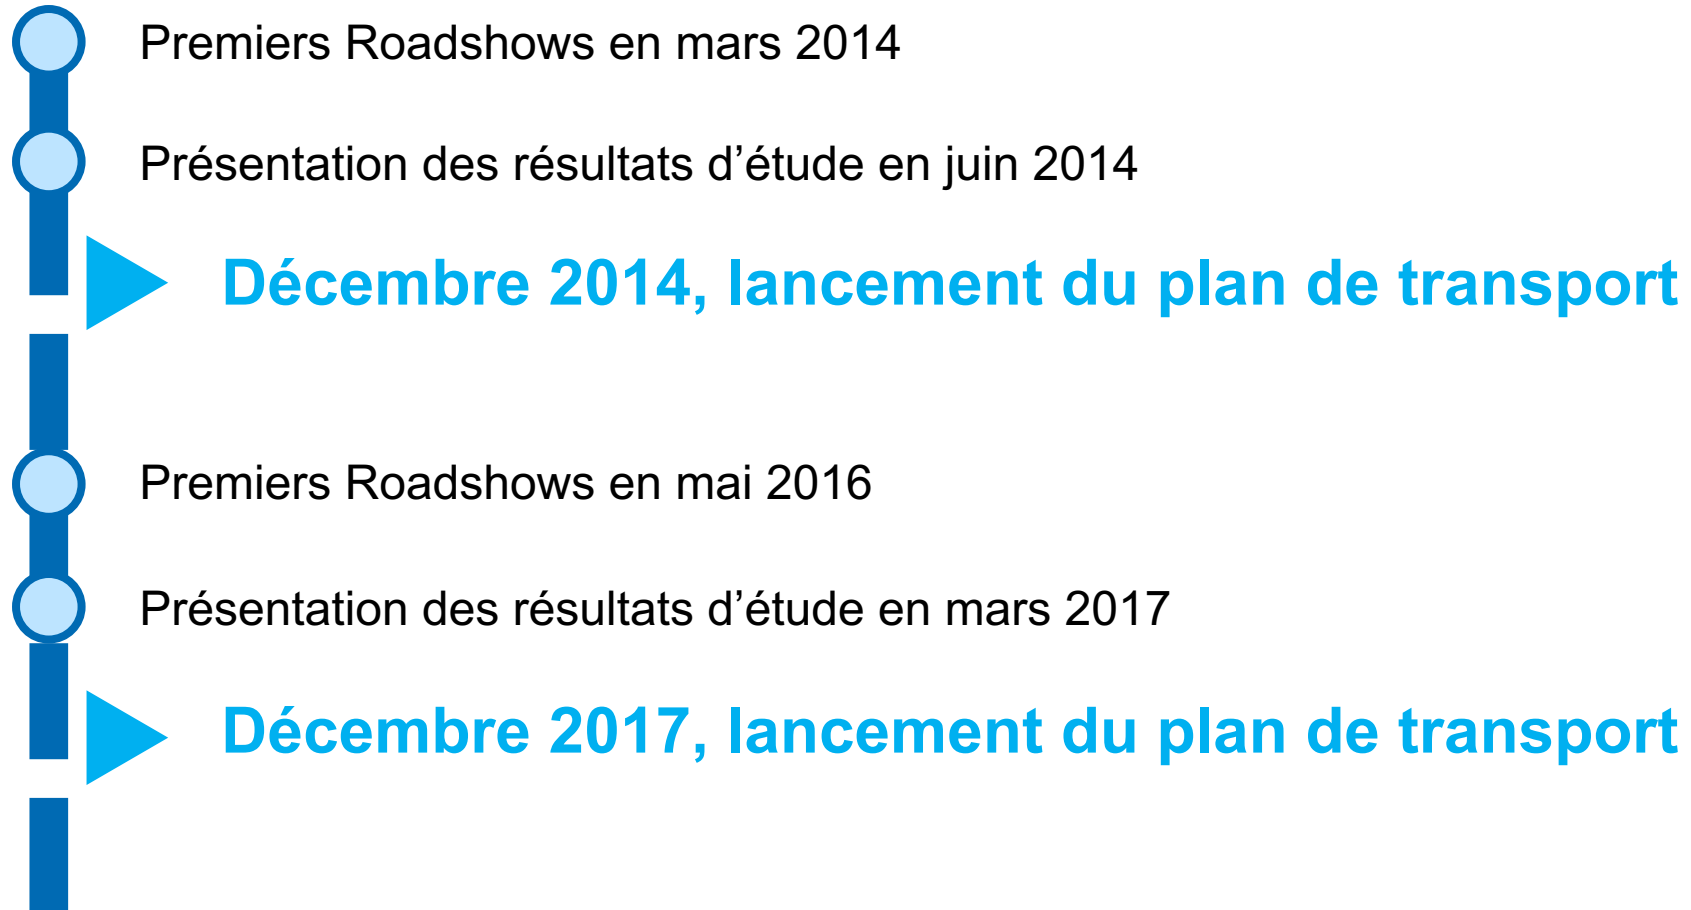 Premiers Roadshows en mars 2014
Présentation des résultats d’étude en juin 2014
Décembre 2014, lancement du plan de transport
Premiers Roadshows en mai 2016
Présentation des résultats d’étude en mars 2017
Décembre 2017, lancement du plan de transport